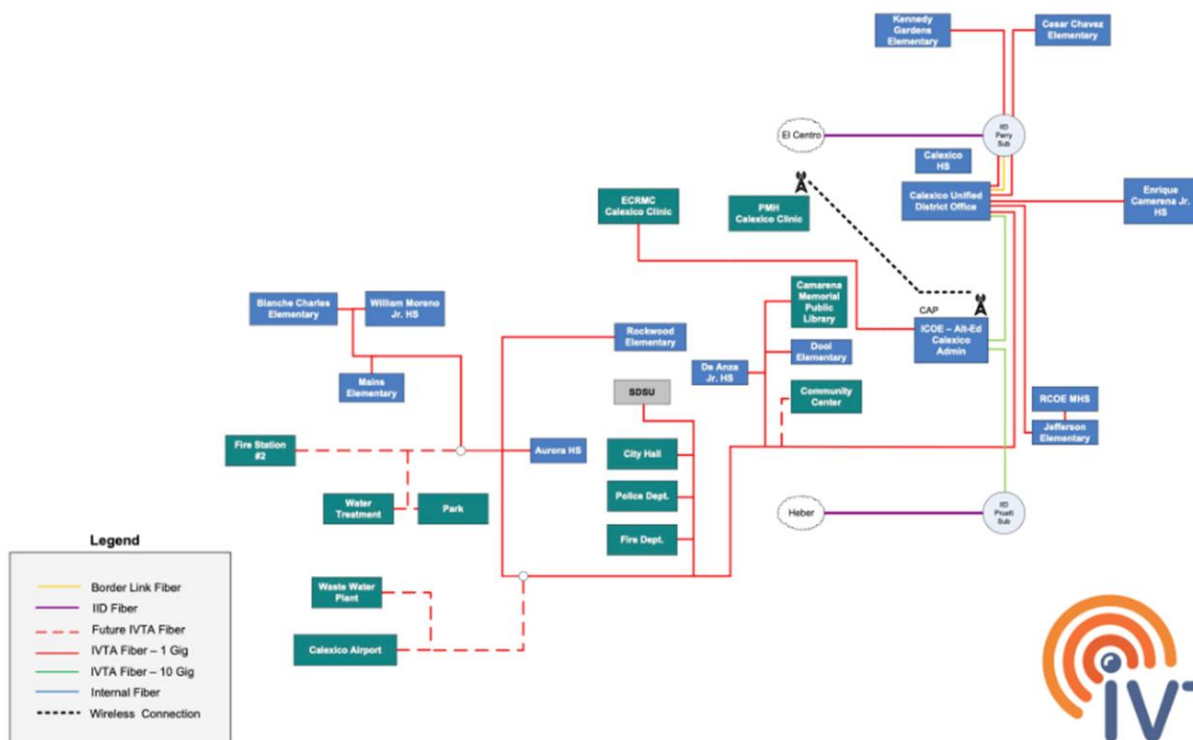 Kennedy
Gardens
Elementary
Cesar Chavez
Elementary
El Centro
IID
Perry
Sub
Calexico
HS
ECRMC
Calexico Clinic
PMH
Calexico Clinic
Calexico Unified
District Office
Enrique
Camerena Jr.
HS
Blanche Charles
Elementary
William Moreno
Jr. HS
Camarena
Memorial
Public
Library
CAP
ICOE – Alt-Ed
Calexico
Admin
Rockwood
Elementary
Dool
Elementary
De Anza
Jr. HS
Mains
Elementary
SDSU
Community
Center
RCOE MHS
Jefferson
Elementary
Fire Station
#2
Aurora HS
City Hall
Water
Treatment
Park
Police Dept.
Heber
IID
Pruett
Sub
Fire Dept.
Waste Water
Plant
Calexico Airport
Legend
Border Link Fiber
IID Fiber
Future IVTA Fiber
IVTA Fiber – 1 Gig
IVTA Fiber – 10 Gig
Internal Fiber
Wireless Connection